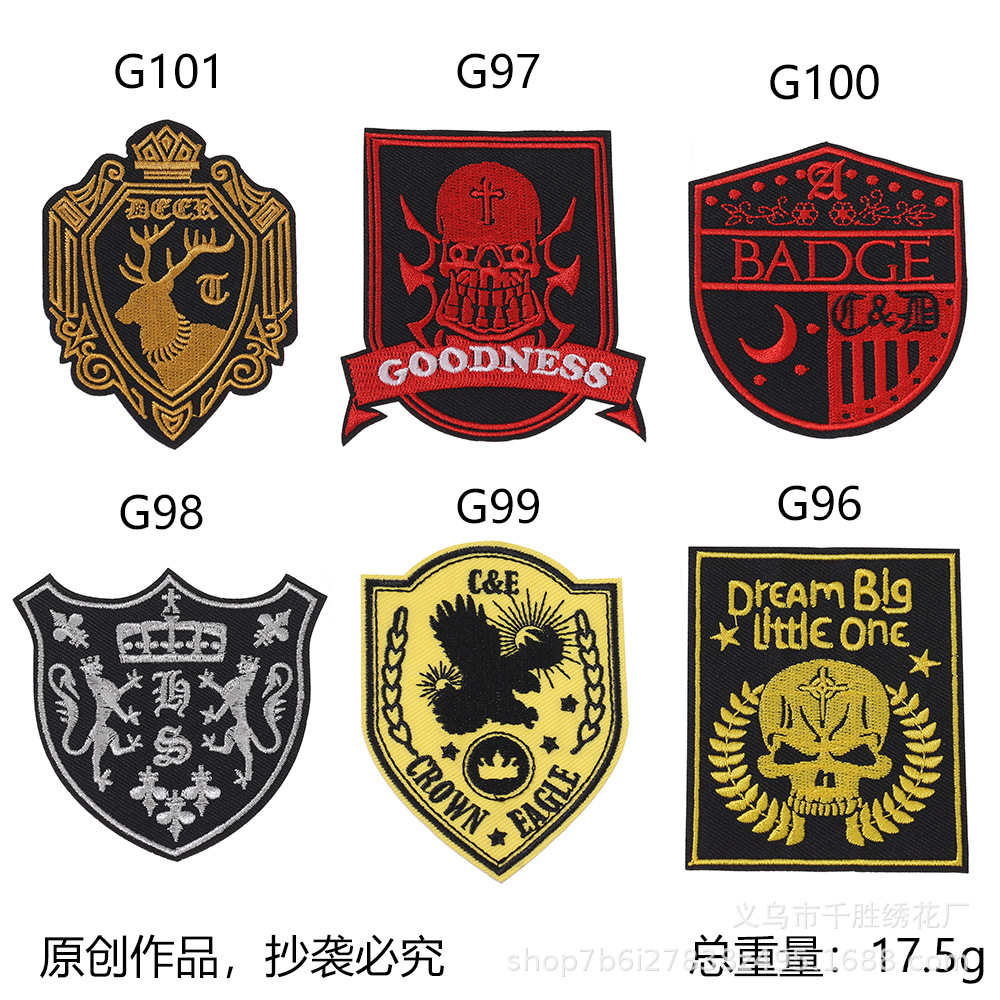 G101
G97
G100
DEER
T
GOODNESS
A
BADGE
C&D
G98
G99
G96
H
S
C&E
CROWN EAGLE
DREAM BIG
LITTLE ONE
义乌市千胜绣花厂
原创作品，抄袭必究
总重量：17.5g